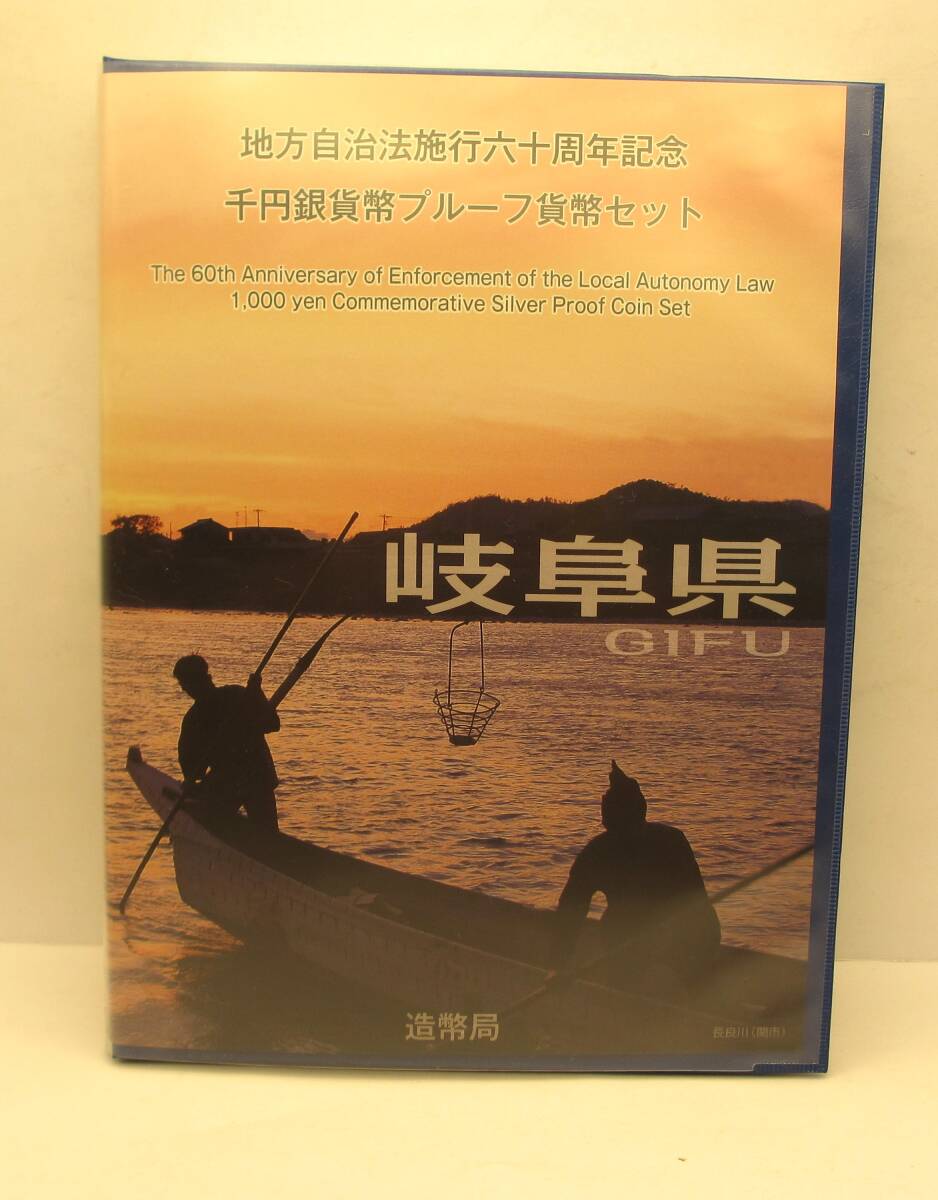 地方自治法施行六十周年記念
千円銀貨幣プルーフ貨幣セット
The 60th Anniversary of Enforcement of the Local Autonomy Law
1,000 yen Commemorative Silver Proof Coin Set
岐阜県
GIFU
造幣局
長良川(関市)